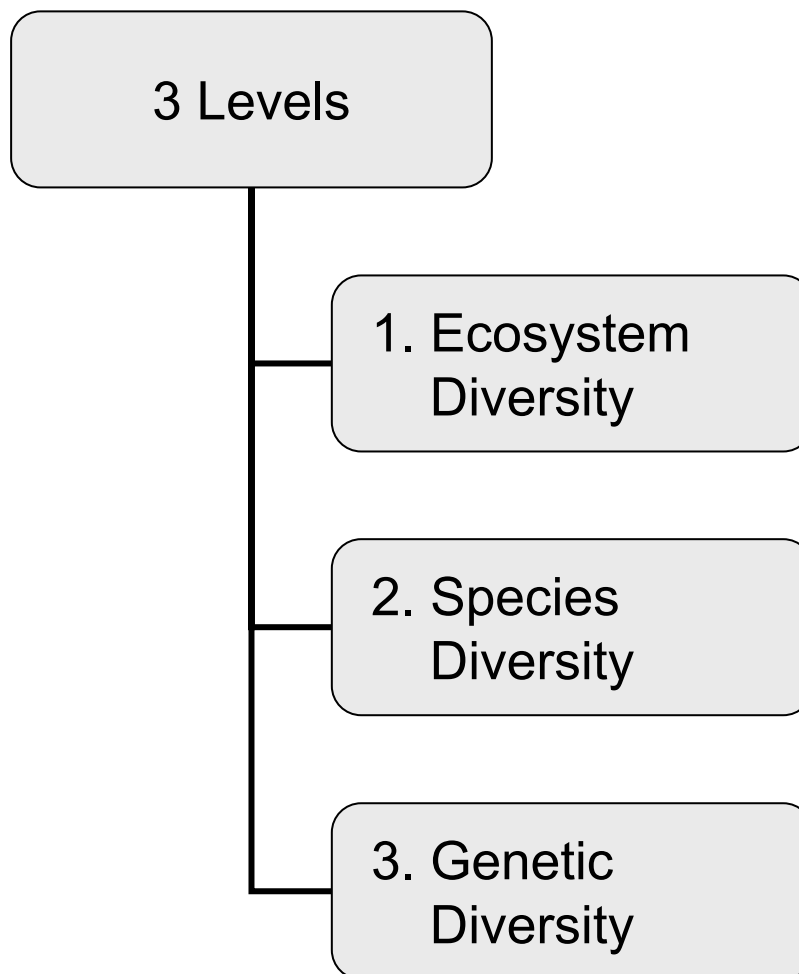 3 Levels
1. Ecosystem
Diversity
2. Species
Diversity
3. Genetic
Diversity